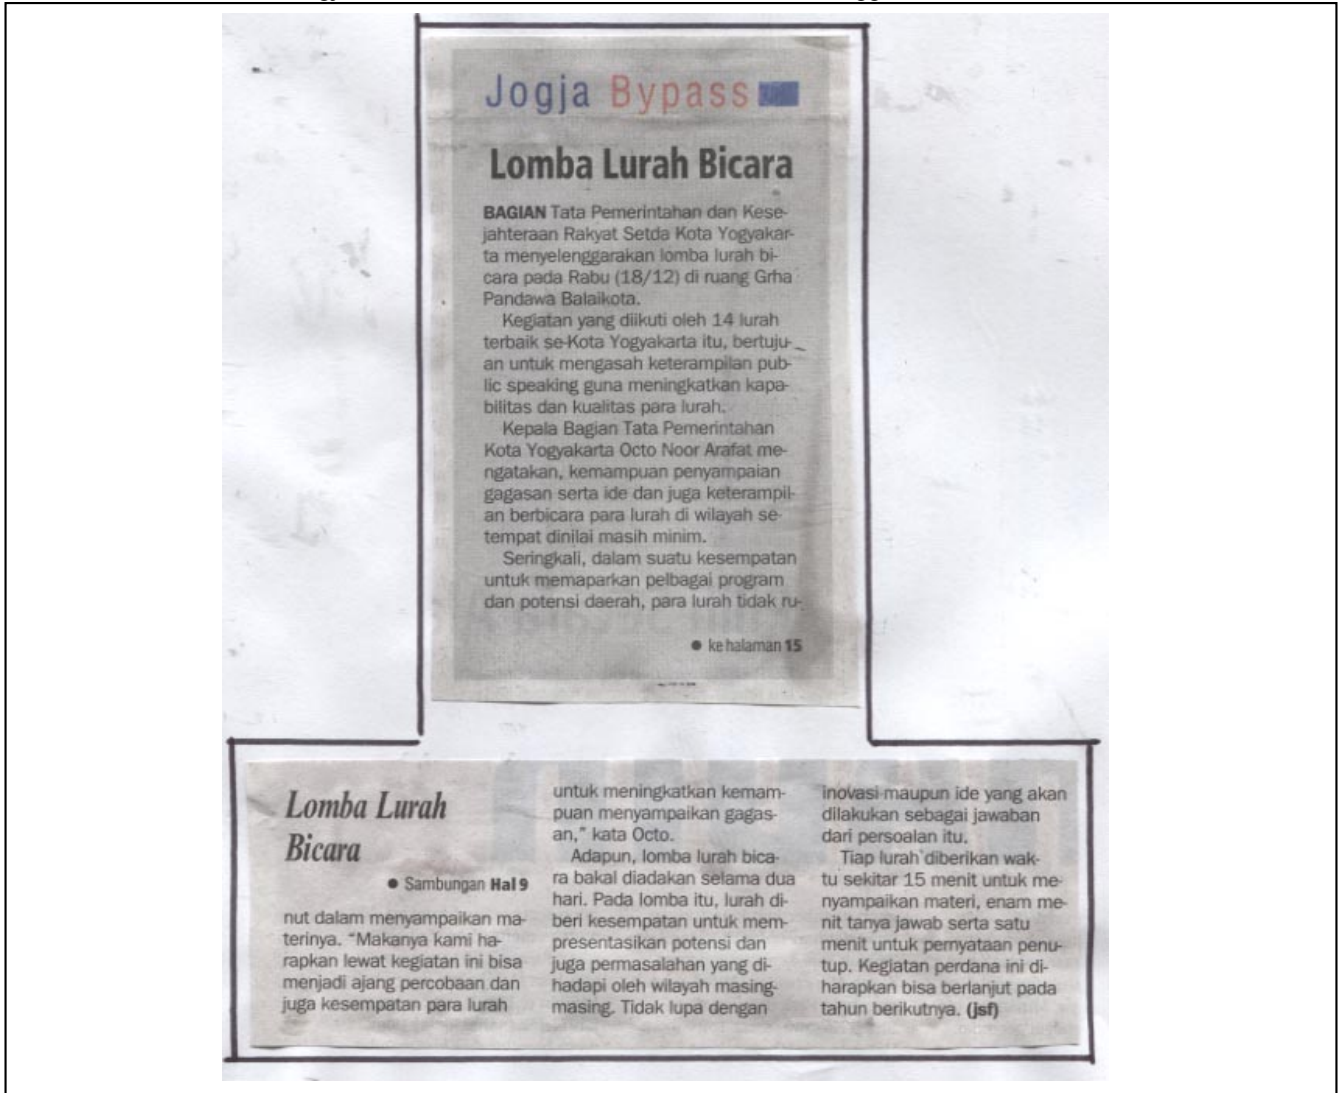 Jogja Bypass
Lomba Lurah Bicara
BAGIAN Tata Pemerintahan dan Kese-
jahteraan Rakyat Setda Kota Yogyakar-
ta menyelenggarakan lomba lurah bi-
cara pada Rabu (18/12) di ruang Grha
Pandawa Balaikota.
Kegiatan yang diikuti oleh 14 lurah
terbaik se-Kota Yogyakarta itu, bertuju-
an untuk mengasah keterampilan pub-
lic speaking guna meningkatkan kapa-
bilitas dan kualitas para lurah.
Kepala Bagian Tata Pemerintahan
Kota Yogyakarta Octo Noor Arafat me-
ngatakan, kemampuan penyampaian
gagasan serta ide dan juga keterampil-
an berbicara para lurah di wilayah se-
tempat dinilai masih minim.
Seringkali, dalam suatu kesempatan
untuk memaparkan pelbagai program
dan potensi daerah, para lurah tidak ru-
● ke halaman 15
Lomba Lurah
Bicara
● Sambungan Hal 9
nut dalam menyampaikan ma-
terinya. "Makanya kami ha-
rapkan lewat kegiatan ini bisa
menjadi ajang percobaan dan
juga kesempatan para lurah
untuk meningkatkan kemam-
puan menyampaikan gagas-
an," kata Octo.
Adapun, lomba lurah bica-
ra bakal diadakan selama dua
hari. Pada lomba itu, lurah di-
beri kesempatan untuk mem-
presentasikan potensi dan
juga permasalahan yang di-
hadapi oleh wilayah masing-
masing. Tidak lupa dengan
inovasi maupun ide yang akan
dilakukan sebagai jawaban
dari persoalan itu.
Tiap lurah diberikan wak-
tu sekitar 15 menit untuk me-
nyampaikan materi, enam me-
nit tanya jawab serta satu
menit untuk pernyataan penu-
tup. Kegiatan perdana ini di-
harapkan bisa berlanjut pada
tahun berikutnya. (jsf)